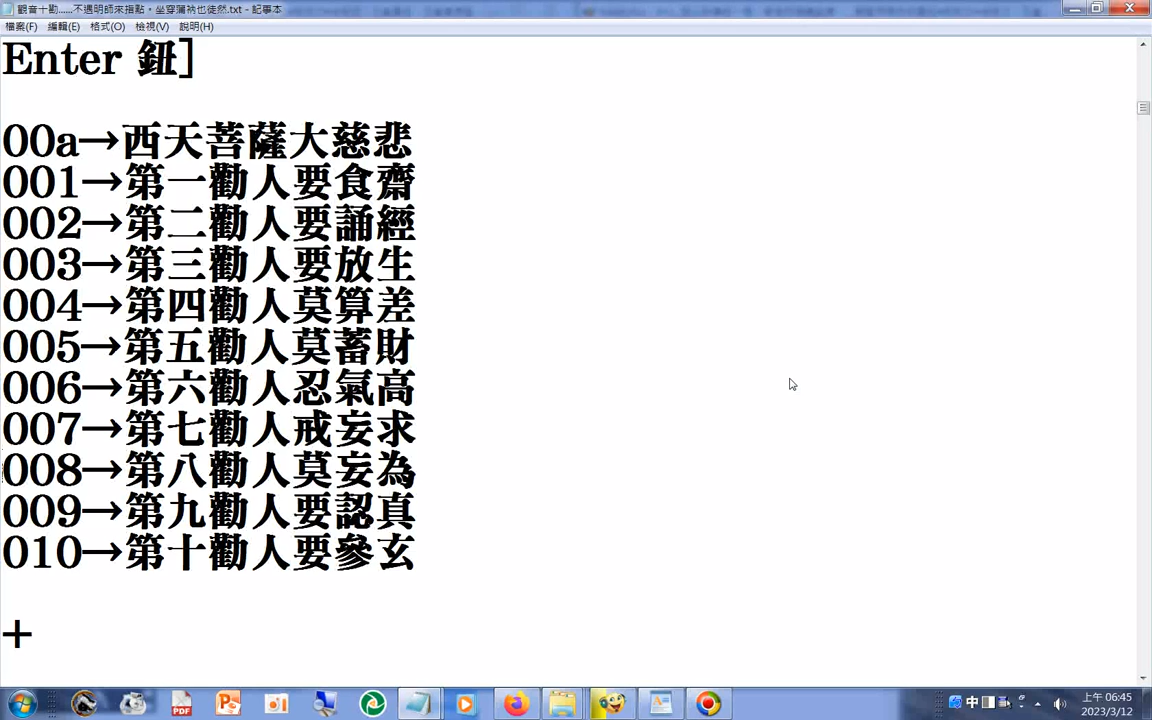 觀音十勸......不遇明師來指點，坐穿蒲衲也徒然.txt - 記事本
檔案(F) 編輯(E) 格式(O) 檢視(V) 說明(H)
Enter 鈕]
00a→西天菩薩大慈悲
001→第一勸人要食齋
002→第二勸人要誦經
003→第三勸人要放生
004→第四勸人莫算差
005→第五勸人莫蓄財
006→第六勸人忍氣高
007→第七勸人戒妄求
008→第八勸人莫妄為
009→第九勸人要認真
010→第十勸人要參玄
+
PDF
中
上午 06:45
2023/3/12